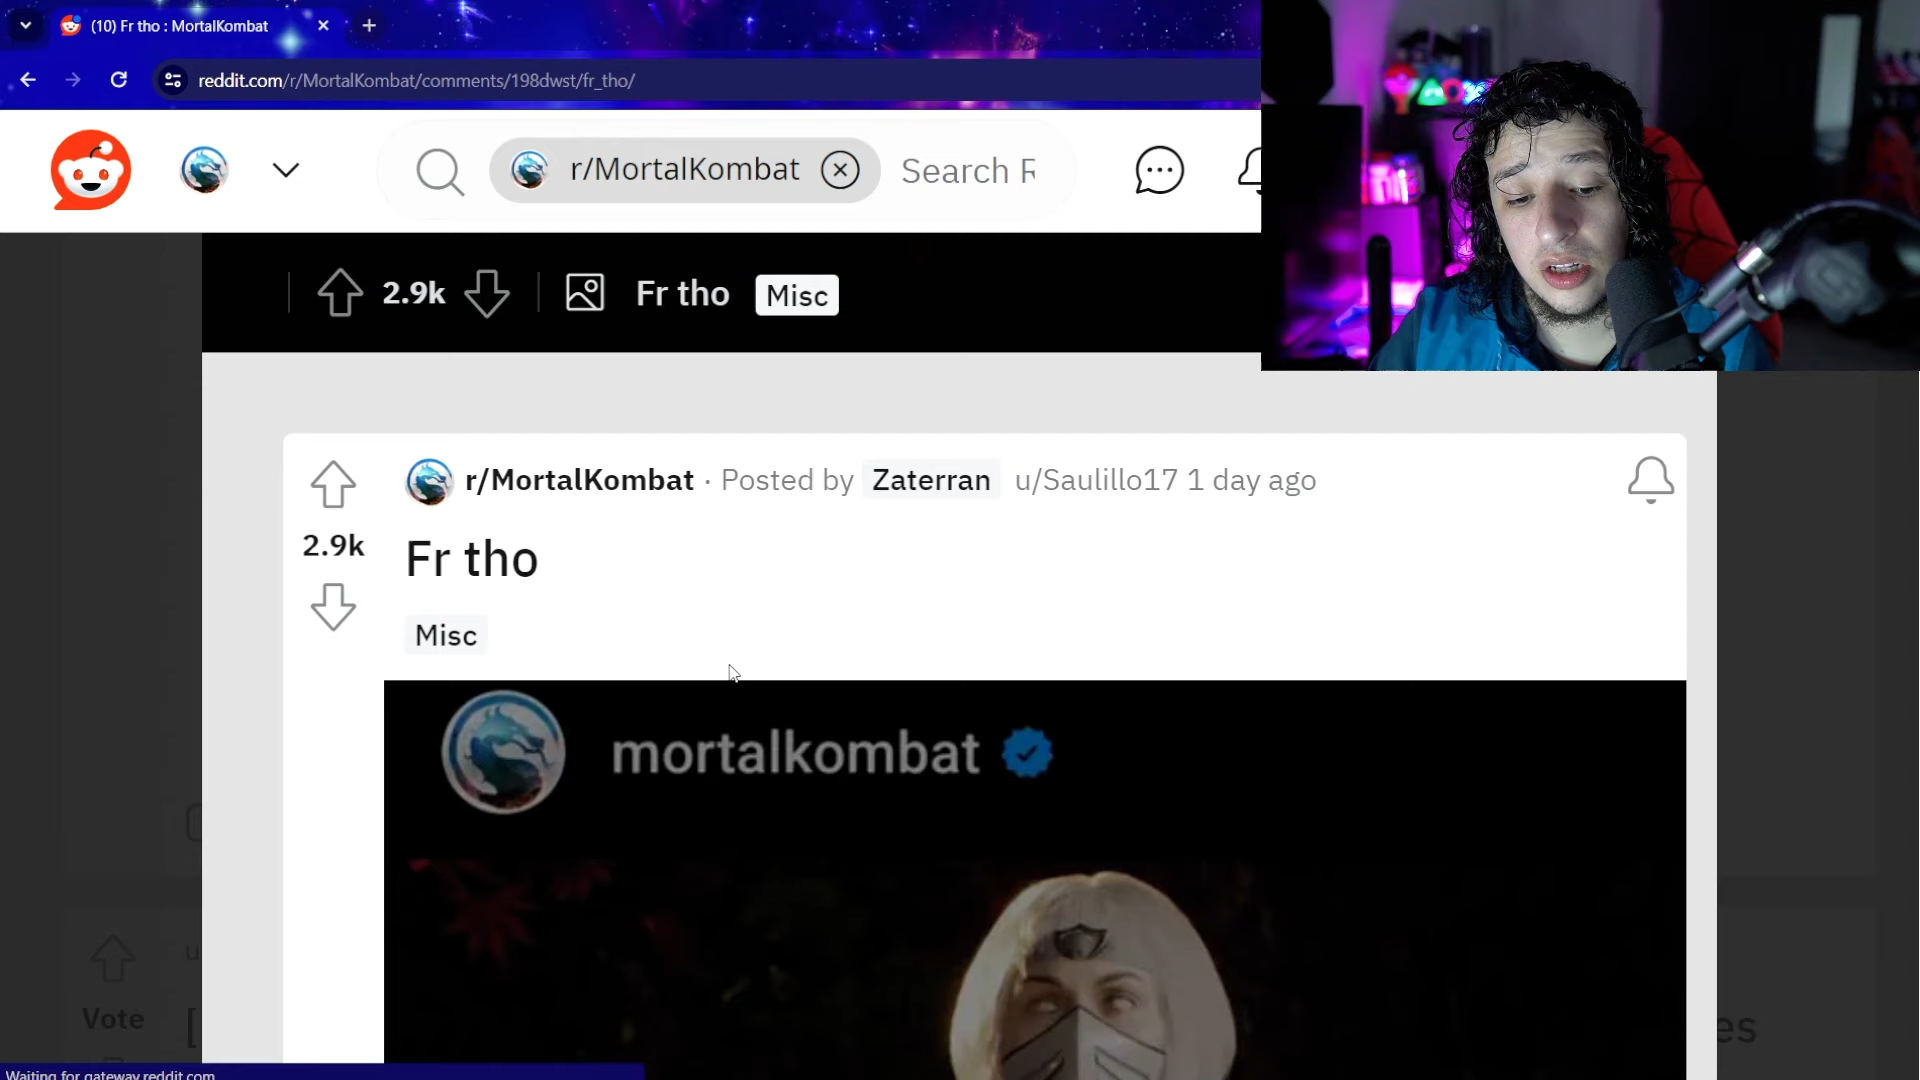 (10) Fr tho : MortalKombat
reddit.com/r/MortalKombat/comments/198dwst/fr_tho/
r/MortalKombat
Search R
2.9k
Fr tho
Misc
r/MortalKombat · Posted by Zaterran u/Saulillo17 1 day ago
2.9k
Fr tho
Misc
mortalkombat
Vote
Waiting for gateway.reddit.com